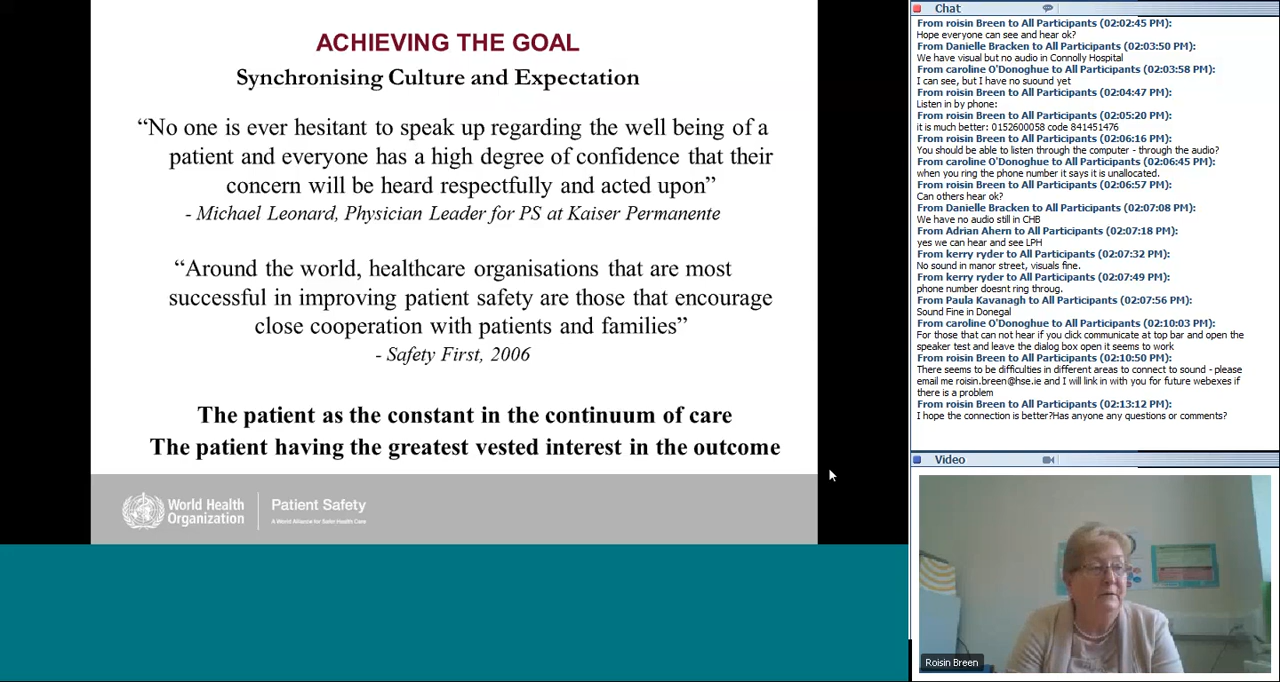 ACHIEVING THE GOAL
Synchronising Culture and Expectation
“No one is ever hesitant to speak up regarding the well being of a
patient and everyone has a high degree of confidence that their
concern will be heard respectfully and acted upon”
- Michael Leonard, Physician Leader for PS at Kaiser Permanente
“Around the world, healthcare organisations that are most
successful in improving patient safety are those that encourage
close cooperation with patients and families”
- Safety First, 2006
The patient as the constant in the continuum of care
The patient having the greatest vested interest in the outcome
World Health
Organization
Patient Safety
A World Alliance for Safer Health Care
Chat
From roisin Breen to All Participants (02:02:45 PM):
Hope everyone can see and hear ok?
From Danielle Bracken to All Participants (02:03:50 PM):
We have visual but no audio in Connolly Hospital
From caroline O'Donoghue to All Participants (02:03:58 PM):
I can see, but I have no suound yet
From roisin Breen to All Participants (02:04:47 PM):
Listen in by phone:
From roisin Breen to All Participants (02:05:20 PM):
it is much better: 0152600058 code 841451476
From roisin Breen to All Participants (02:06:16 PM):
You should be able to listen through the computer - through the audio?
From caroline O'Donoghue to All Participants (02:06:45 PM):
when you ring the phone number it says it is unallocated.
From roisin Breen to All Participants (02:06:57 PM):
Can others hear ok?
From Danielle Bracken to All Participants (02:07:08 PM):
We have no audio still in CHB
From Adrian Ahern to All Participants (02:07:18 PM):
yes we can hear and see LPH
From kerry ryder to All Participants (02:07:32 PM):
No sound in manor street, visuals fine.
From kerry ryder to All Participants (02:07:49 PM):
phone number doesnt ring throug.
From Paula Kavanagh to All Participants (02:07:56 PM):
Sound Fine in Donegal
From caroline O'Donoghue to All Participants (02:10:03 PM):
For those that can not hear if you click communicate at top bar and open the
speaker test and leave the dialog box open it seems to work
From roisin Breen to All Participants (02:10:50 PM):
There seems to be difficulties in different areas to connect to sound - please
email me roisin.breen@hse.ie and I will link in with you for future webexes if
there is a problem
From roisin Breen to All Participants (02:13:12 PM):
I hope the connection is better?Has anyone any questions or comments?
Video
Roisin Breen